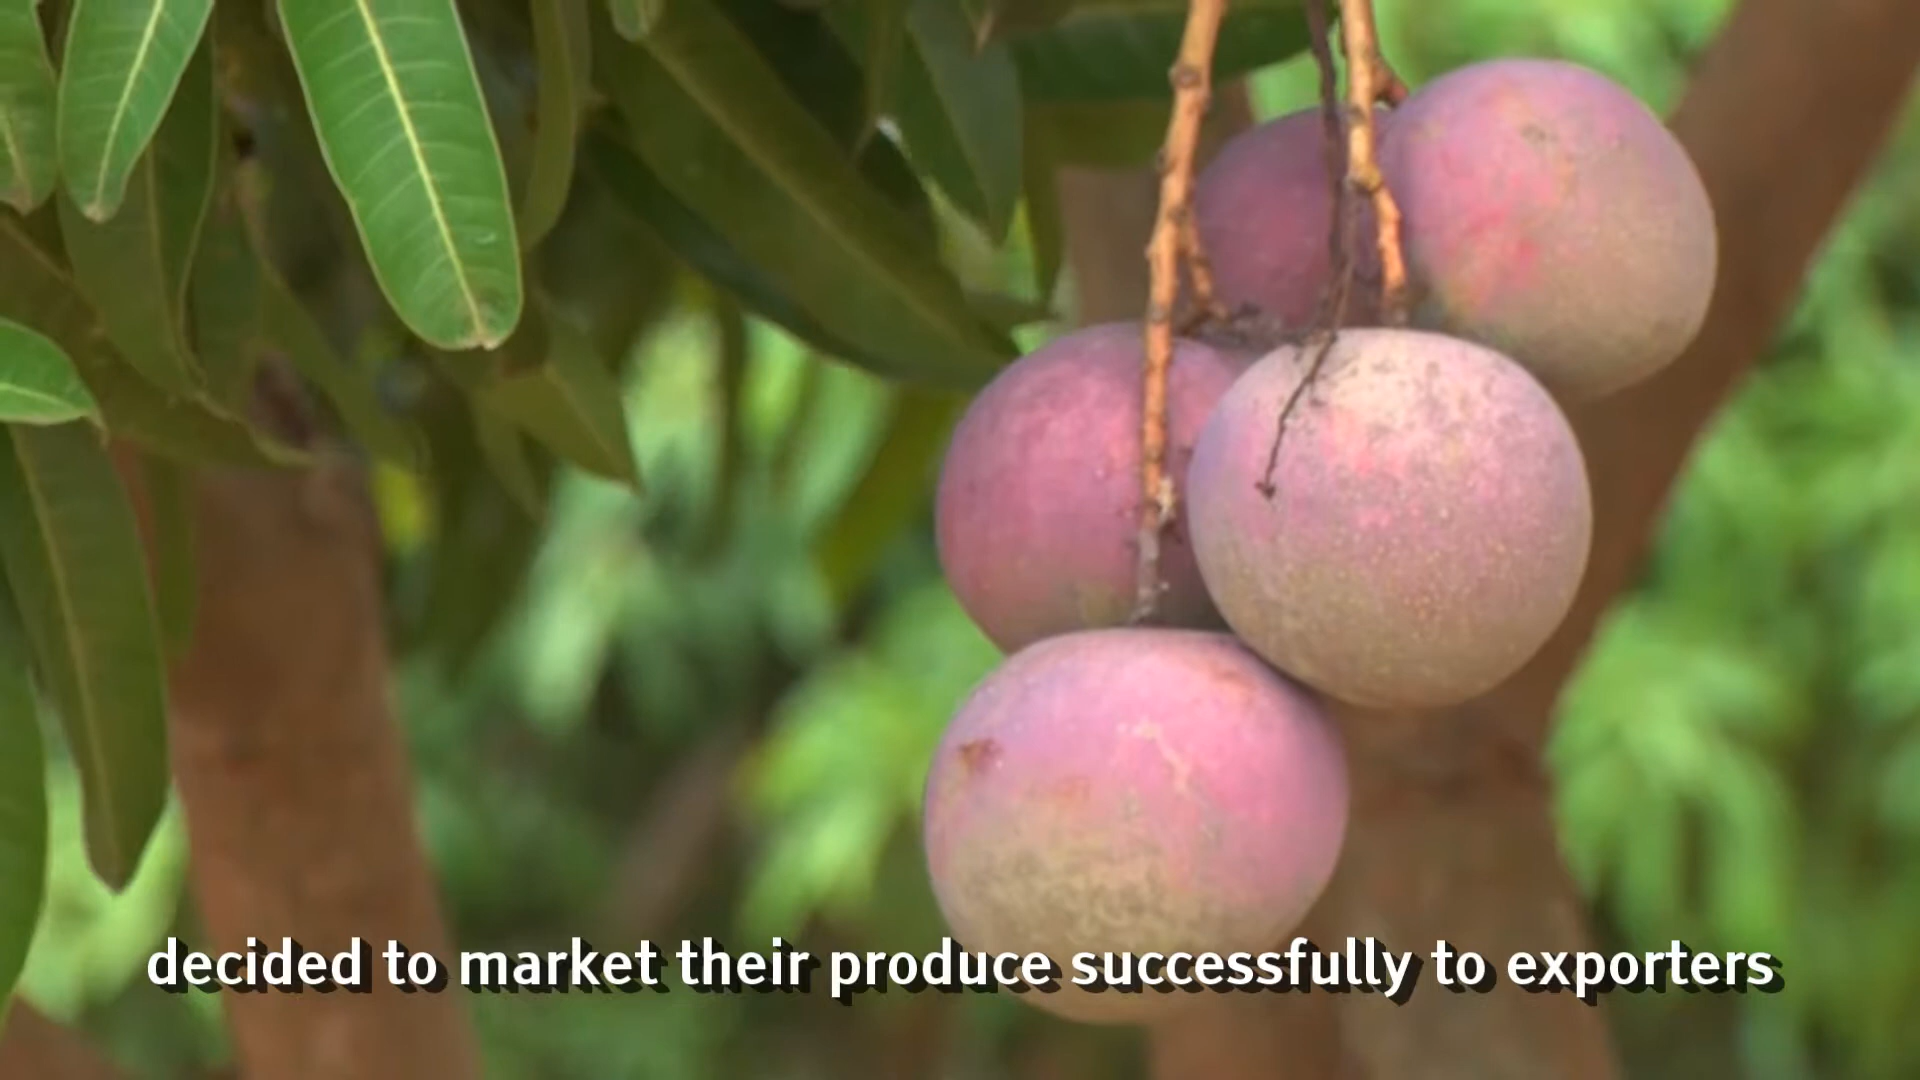 decided to market their produce successfully to exporters